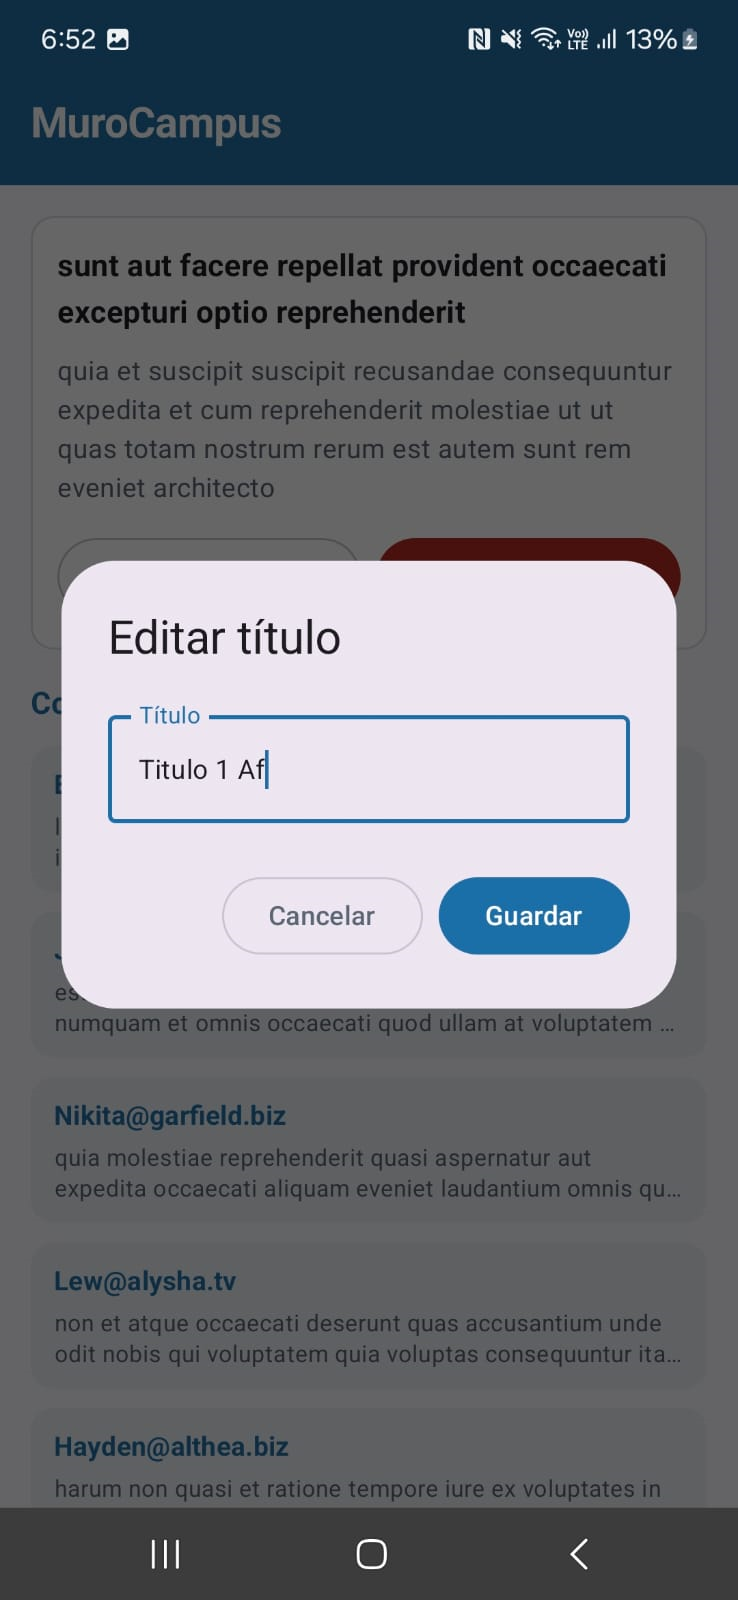 6:52
Vo)) LTE 13%
MuroCampus
sunt aut facere repellat provident occaecati
excepturi optio reprehenderit
quia et suscipit suscipit recusandae consequuntur
expedita et cum reprehenderit molestiae ut ut
quas totam nostrum rerum est autem sunt rem
eveniet architecto
Editar título
Título
Titulo 1 Af
Cancelar
Guardar
numquam et omnis occaecati quod ullam at voluptatem ...
Nikita@garfield.biz
quia molestiae reprehenderit quasi aspernatur aut
expedita occaecati aliquam eveniet laudantium omnis qu...
Lew@alysha.tv
non et atque occaecati deserunt quas accusantium unde
odit nobis qui voluptatem quia voluptas consequuntur ita...
Hayden@althea.biz
harum non quasi et ratione tempore iure ex voluptates in